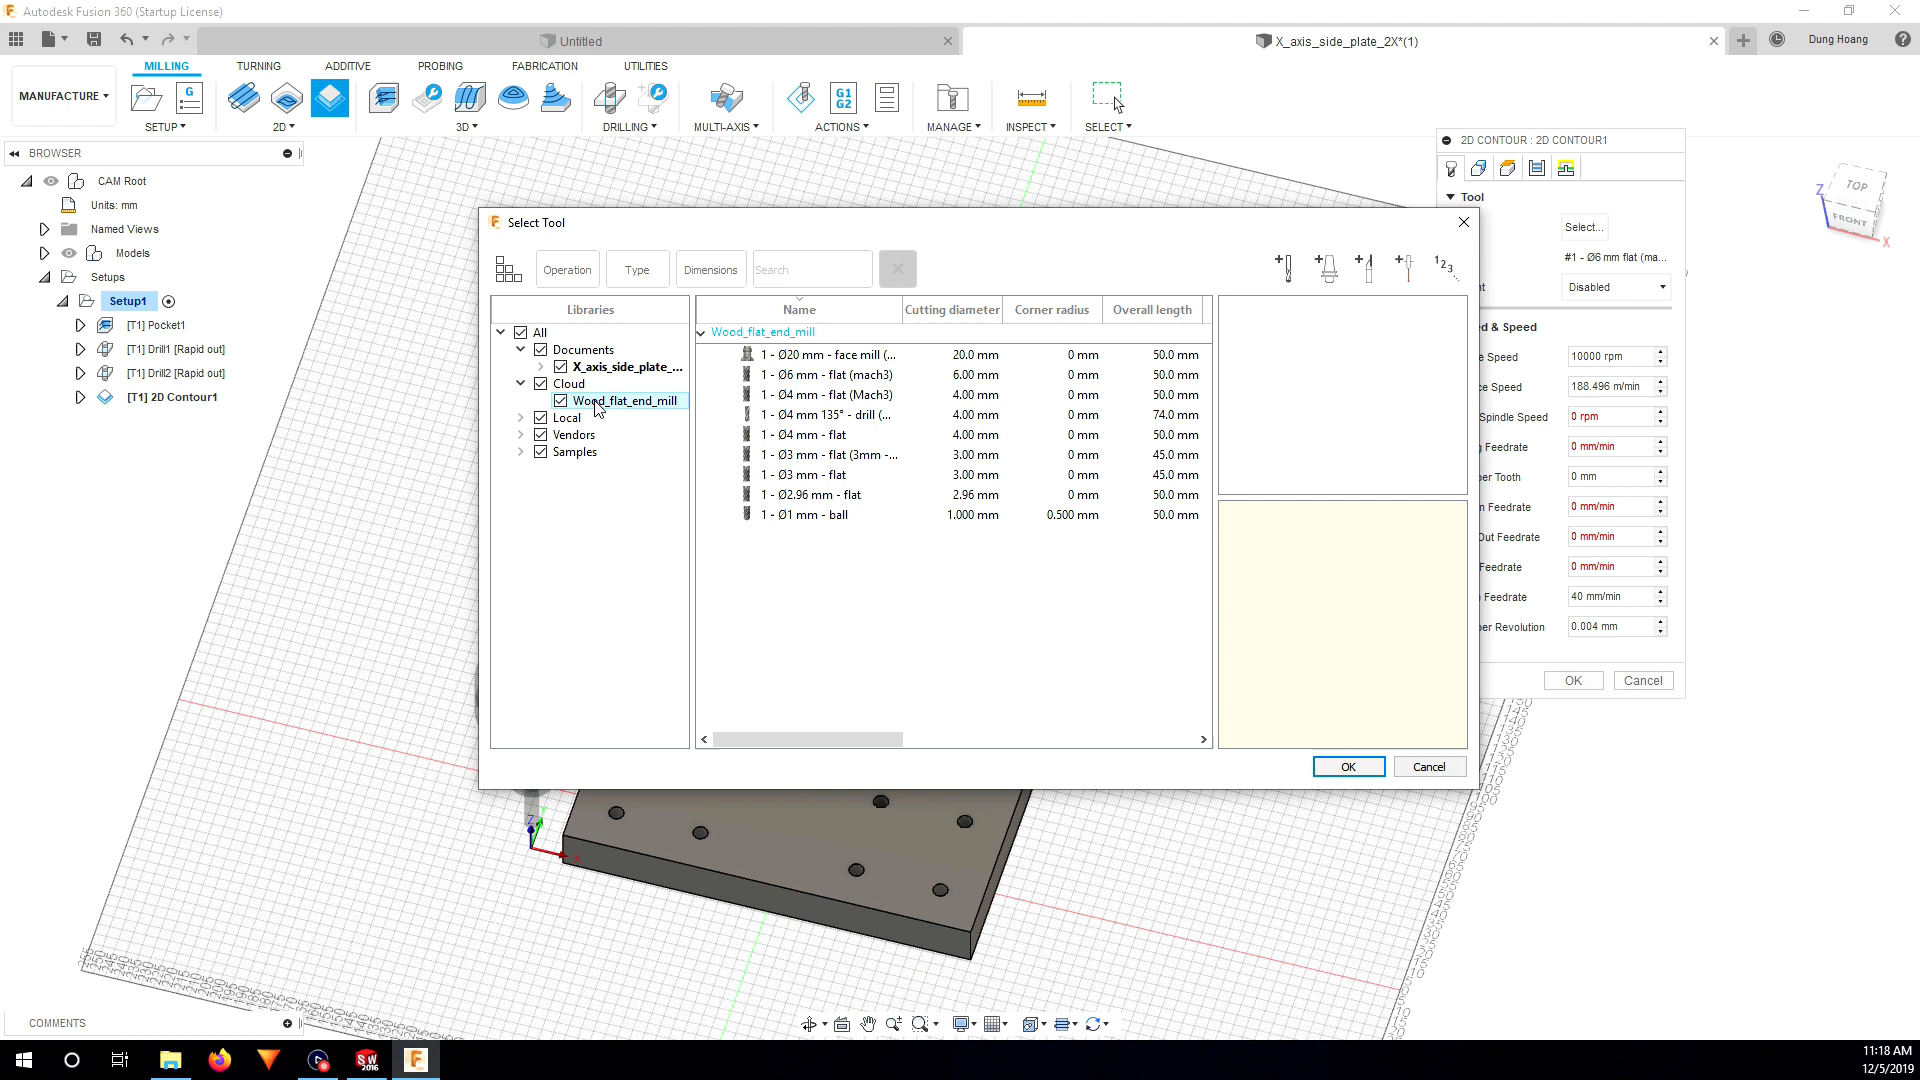 Autodesk Fusion 360 (Startup License)
Untitled
X_axis_side_plate_2X*(1)
Dung Hoang
MILLING
TURNING
ADDITIVE
PROBING
FABRICATION
UTILITIES
MANUFACTURE
G
G1
G2
SETUP
2D
3D
DRILLING
MULTI-AXIS
ACTIONS
MANAGE
INSPECT
SELECT
BROWSER
CAM Root
Units: mm
Named Views
Models
Setups
Setup1
[T1] Pocket1
[T1] Drill1 [Rapid out]
[T1] Drill2 [Rapid out]
[T1] 2D Contour1
2D CONTOUR : 2D CONTOUR1
Tool
Select...
#1 - Ø6 mm flat (ma...
Disabled
d & Speed
e Speed 10000 rpm
ce Speed 188.496 m/min
Spindle Speed 0 rpm
g Feedrate 0 mm/min
er Tooth 0 mm
n Feedrate 0 mm/min
Out Feedrate 0 mm/min
Feedrate 0 mm/min
e Feedrate 40 mm/min
er Revolution 0.004 mm
OK
Cancel
TOP
FRONT
Z
X
Select Tool
Operation
Type
Dimensions
Search
Libraries
All
Documents
X_axis_side_plate_...
Cloud
Wood_flat_end_mill
Local
Vendors
Samples
Name Cutting diameter Corner radius Overall length
Wood_flat_end_mill
1 - Ø20 mm - face mill (... 20.0 mm 0 mm 50.0 mm
1 - Ø6 mm - flat (mach3) 6.00 mm 0 mm 50.0 mm
1 - Ø4 mm - flat (Mach3) 4.00 mm 0 mm 50.0 mm
1 - Ø4 mm 135° - drill (... 4.00 mm 0 mm 74.0 mm
1 - Ø4 mm - flat 4.00 mm 0 mm 50.0 mm
1 - Ø3 mm - flat (3mm -... 3.00 mm 0 mm 45.0 mm
1 - Ø3 mm - flat 3.00 mm 0 mm 45.0 mm
1 - Ø2.96 mm - flat 2.96 mm 0 mm 50.0 mm
1 - Ø1 mm - ball 1.000 mm 0.500 mm 50.0 mm
OK
Cancel
Z
X
COMMENTS
SW
2016
11:18 AM
12/5/2019